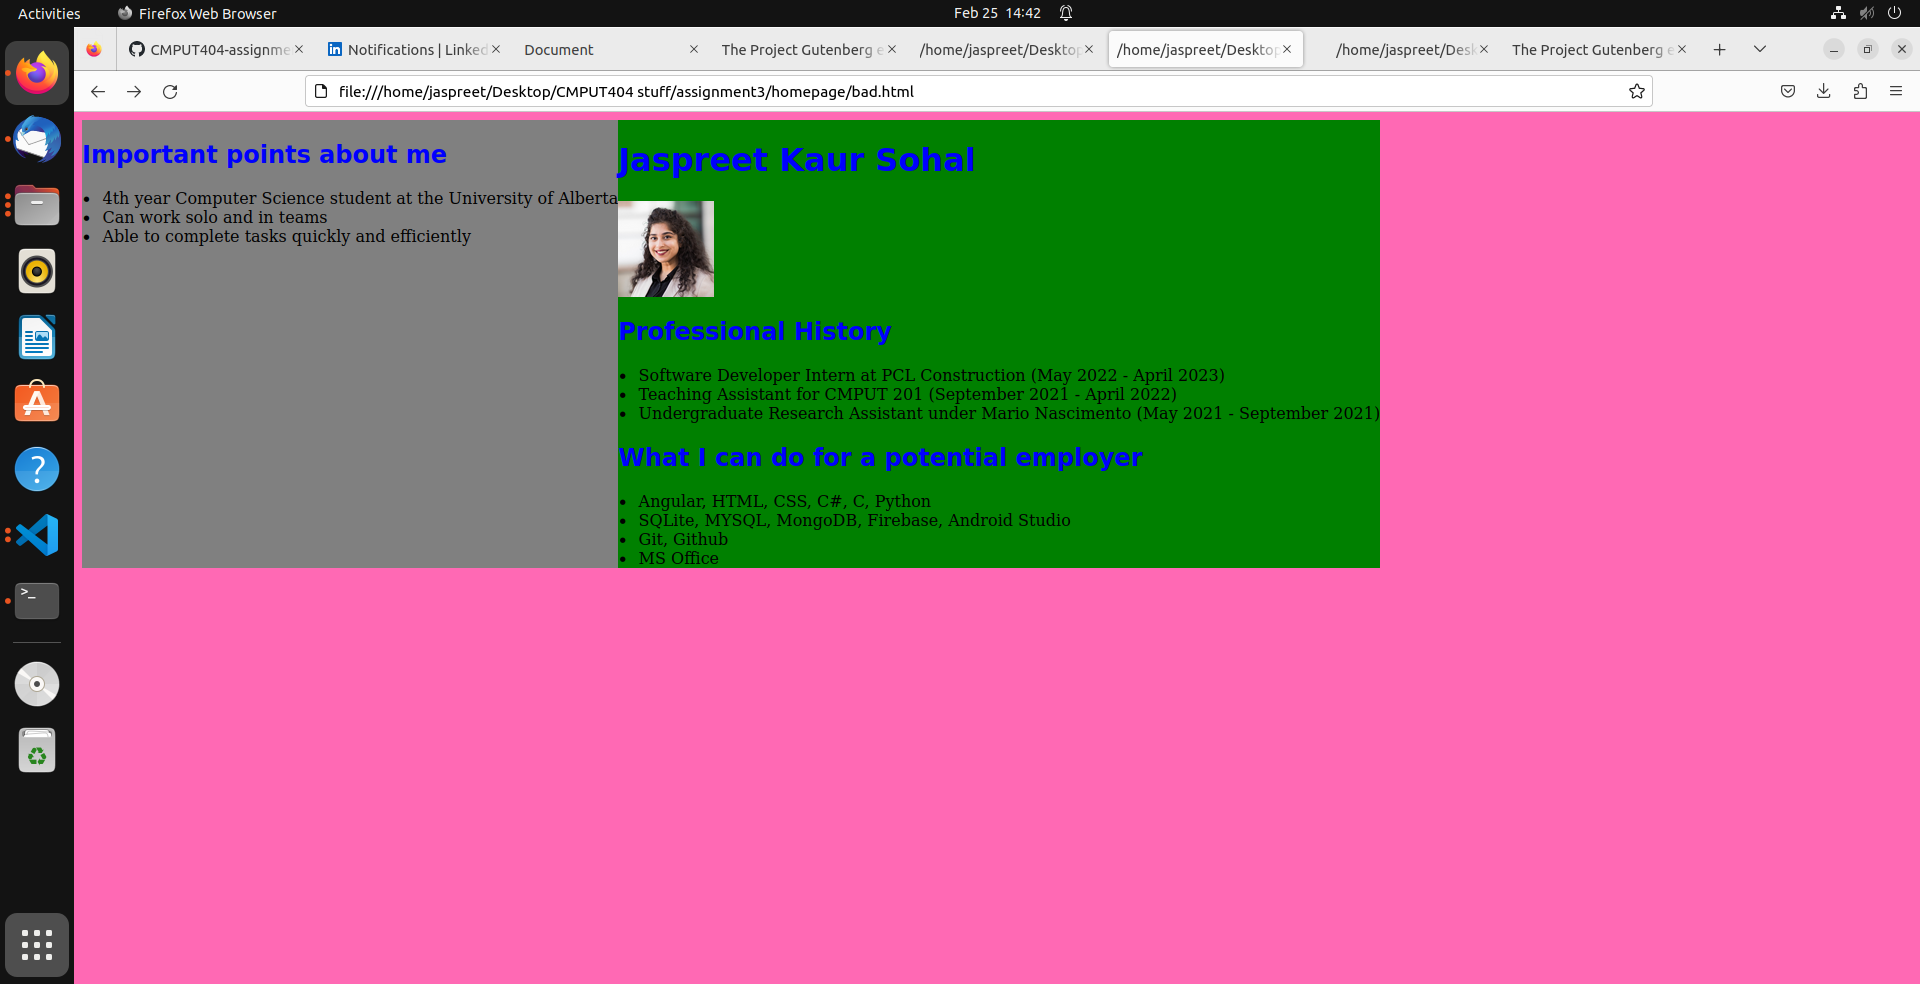 Activities
Firefox Web Browser
Feb 25 14:42
CMPUT404-assignme
Notifications | Linked
Document
The Project Gutenberg e
/home/jaspreet/Desktop
/home/jaspreet/Desktop
/home/jaspreet/Desk
The Project Gutenberg e
file:///home/jaspreet/Desktop/CMPUT404 stuff/assignment3/homepage/bad.html
Important points about me
• 4th year Computer Science student at the University of Alberta
• Can work solo and in teams
• Able to complete tasks quickly and efficiently
Jaspreet Kaur Sohal
Professional History
• Software Developer Intern at PCL Construction (May 2022 - April 2023)
• Teaching Assistant for CMPUT 201 (September 2021 - April 2022)
• Undergraduate Research Assistant under Mario Nascimento (May 2021 - September 2021)
What I can do for a potential employer
• Angular, HTML, CSS, C#, C, Python
• SQLite, MYSQL, MongoDB, Firebase, Android Studio
• Git, Github
• MS Office